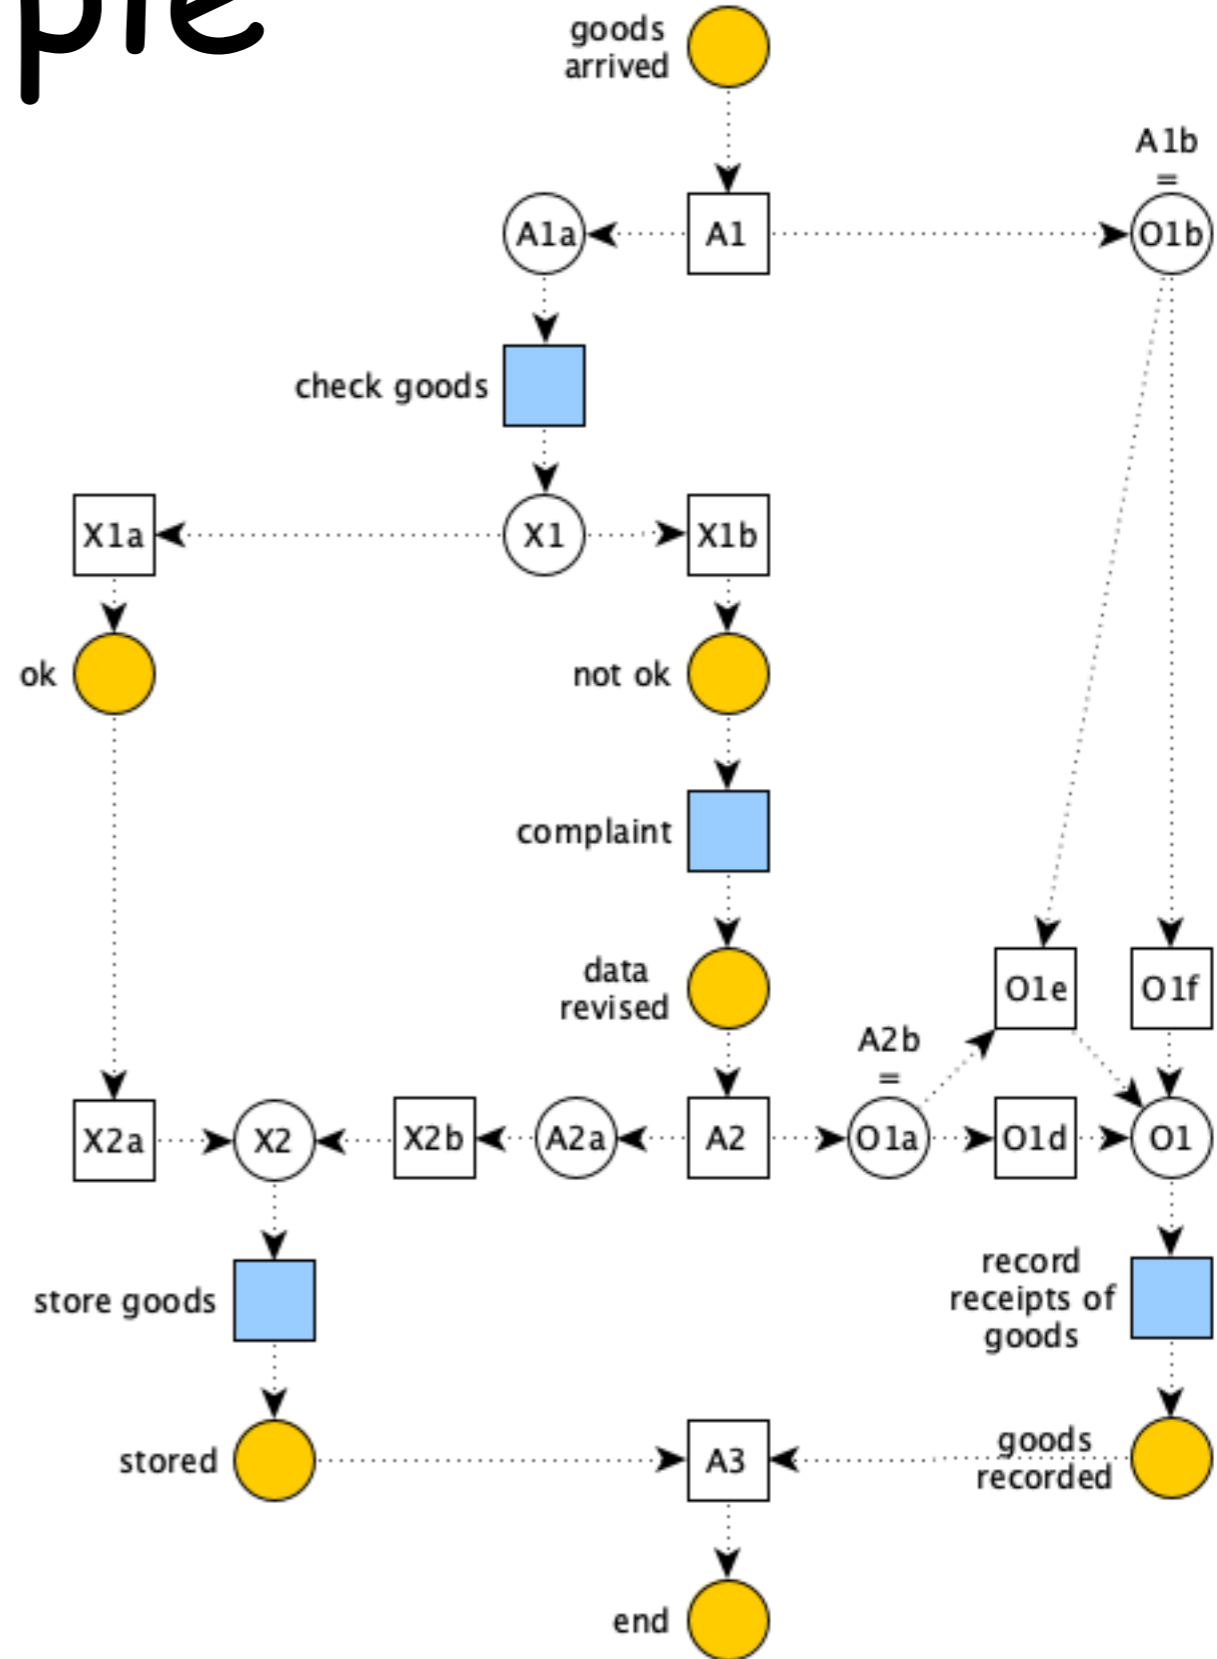 ple
goods
arrived
A1b
=
A1a
A1
O1b
check goods
X1a
X1
X1b
ok
not ok
complaint
data
revised
O1e
O1f
A2b
=
X2a
X2
X2b
A2a
A2
O1a
O1d
O1
store goods
record
receipts of
goods
stored
A3
goods
recorded
end